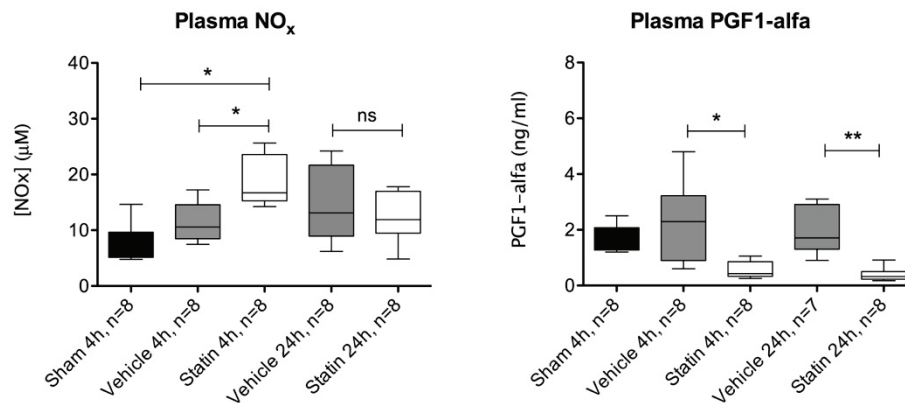 Plasma NOx
[NOx] (μM)
40
30
20
10
0
*
*
ns
Sham 4h, n=8
Vehicle 4h, n=8
Statin 4h, n=8
Vehicle 24h, n=8
Statin 24h, n=8
Plasma PGF1-alfa
PGF1-alfa (ng/ml)
8
6
4
2
0
*
**
Sham 4h, n=8
Vehicle 4h, n=8
Statin 4h, n=8
Vehicle 24h, n=7
Statin 24h, n=8